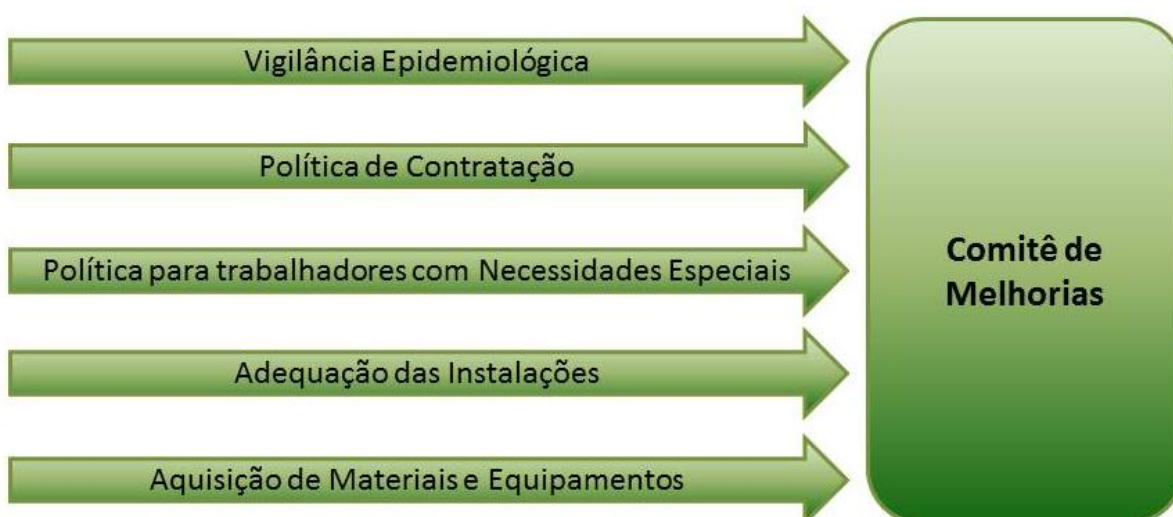 Vigilância Epidemiológica
Política de Contratação
Política para trabalhadores com Necessidades Especiais
Adequação das Instalações
Aquisição de Materiais e Equipamentos
Comitê de
Melhorias